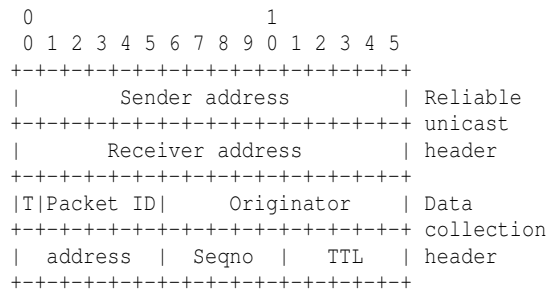 0                   1
 0 1 2 3 4 5 6 7 8 9 0 1 2 3 4 5
+-+-+-+-+-+-+-+-+-+-+-+-+-+-+-+-+
|        Sender address         | Reliable
+-+-+-+-+-+-+-+-+-+-+-+-+-+-+-+-+ unicast
|       Receiver address        | header
+-+-+-+-+-+-+-+-+-+-+-+-+-+-+-+-+
|T|Packet ID|     Originator    | Data
+-+-+-+-+-+-+-+-+-+-+-+-+-+-+-+-+ collection
|  address  |  Seqno  |   TTL   | header
+-+-+-+-+-+-+-+-+-+-+-+-+-+-+-+-+